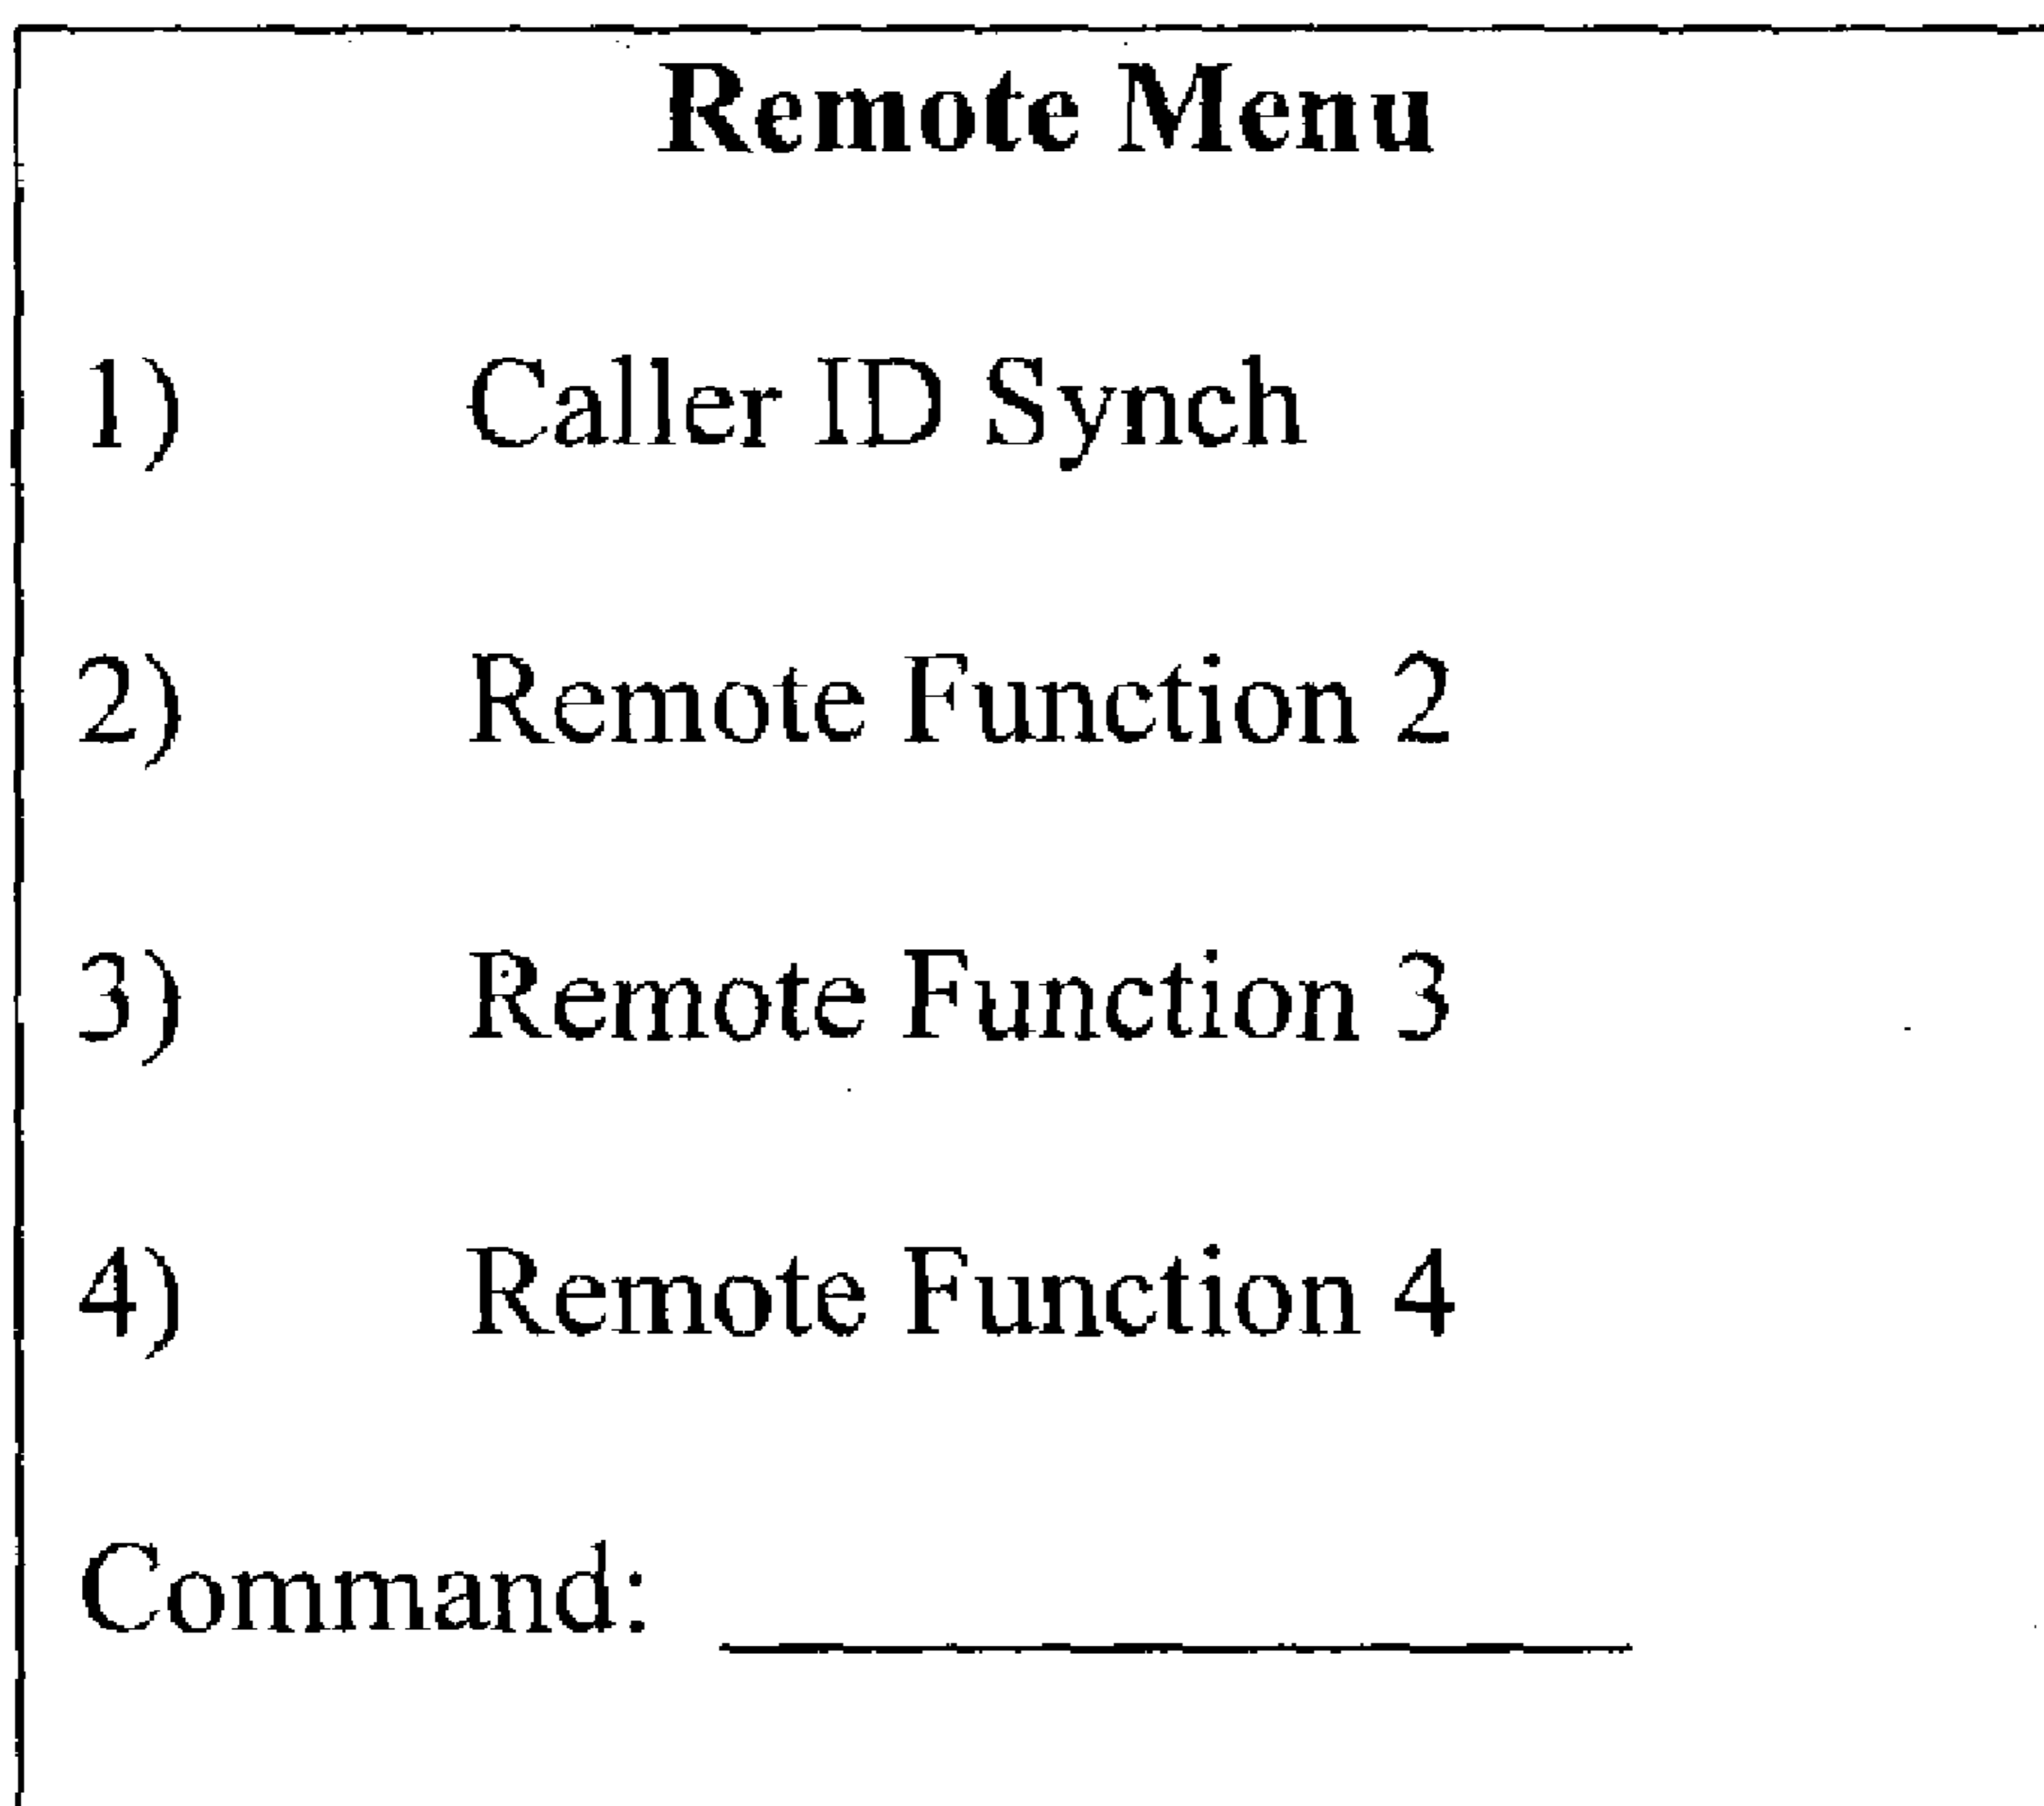 Remote Menu
1) Caller ID Synch
2) Remote Function 2
3) Remote Function 3
4) Remote Function 4
Command: